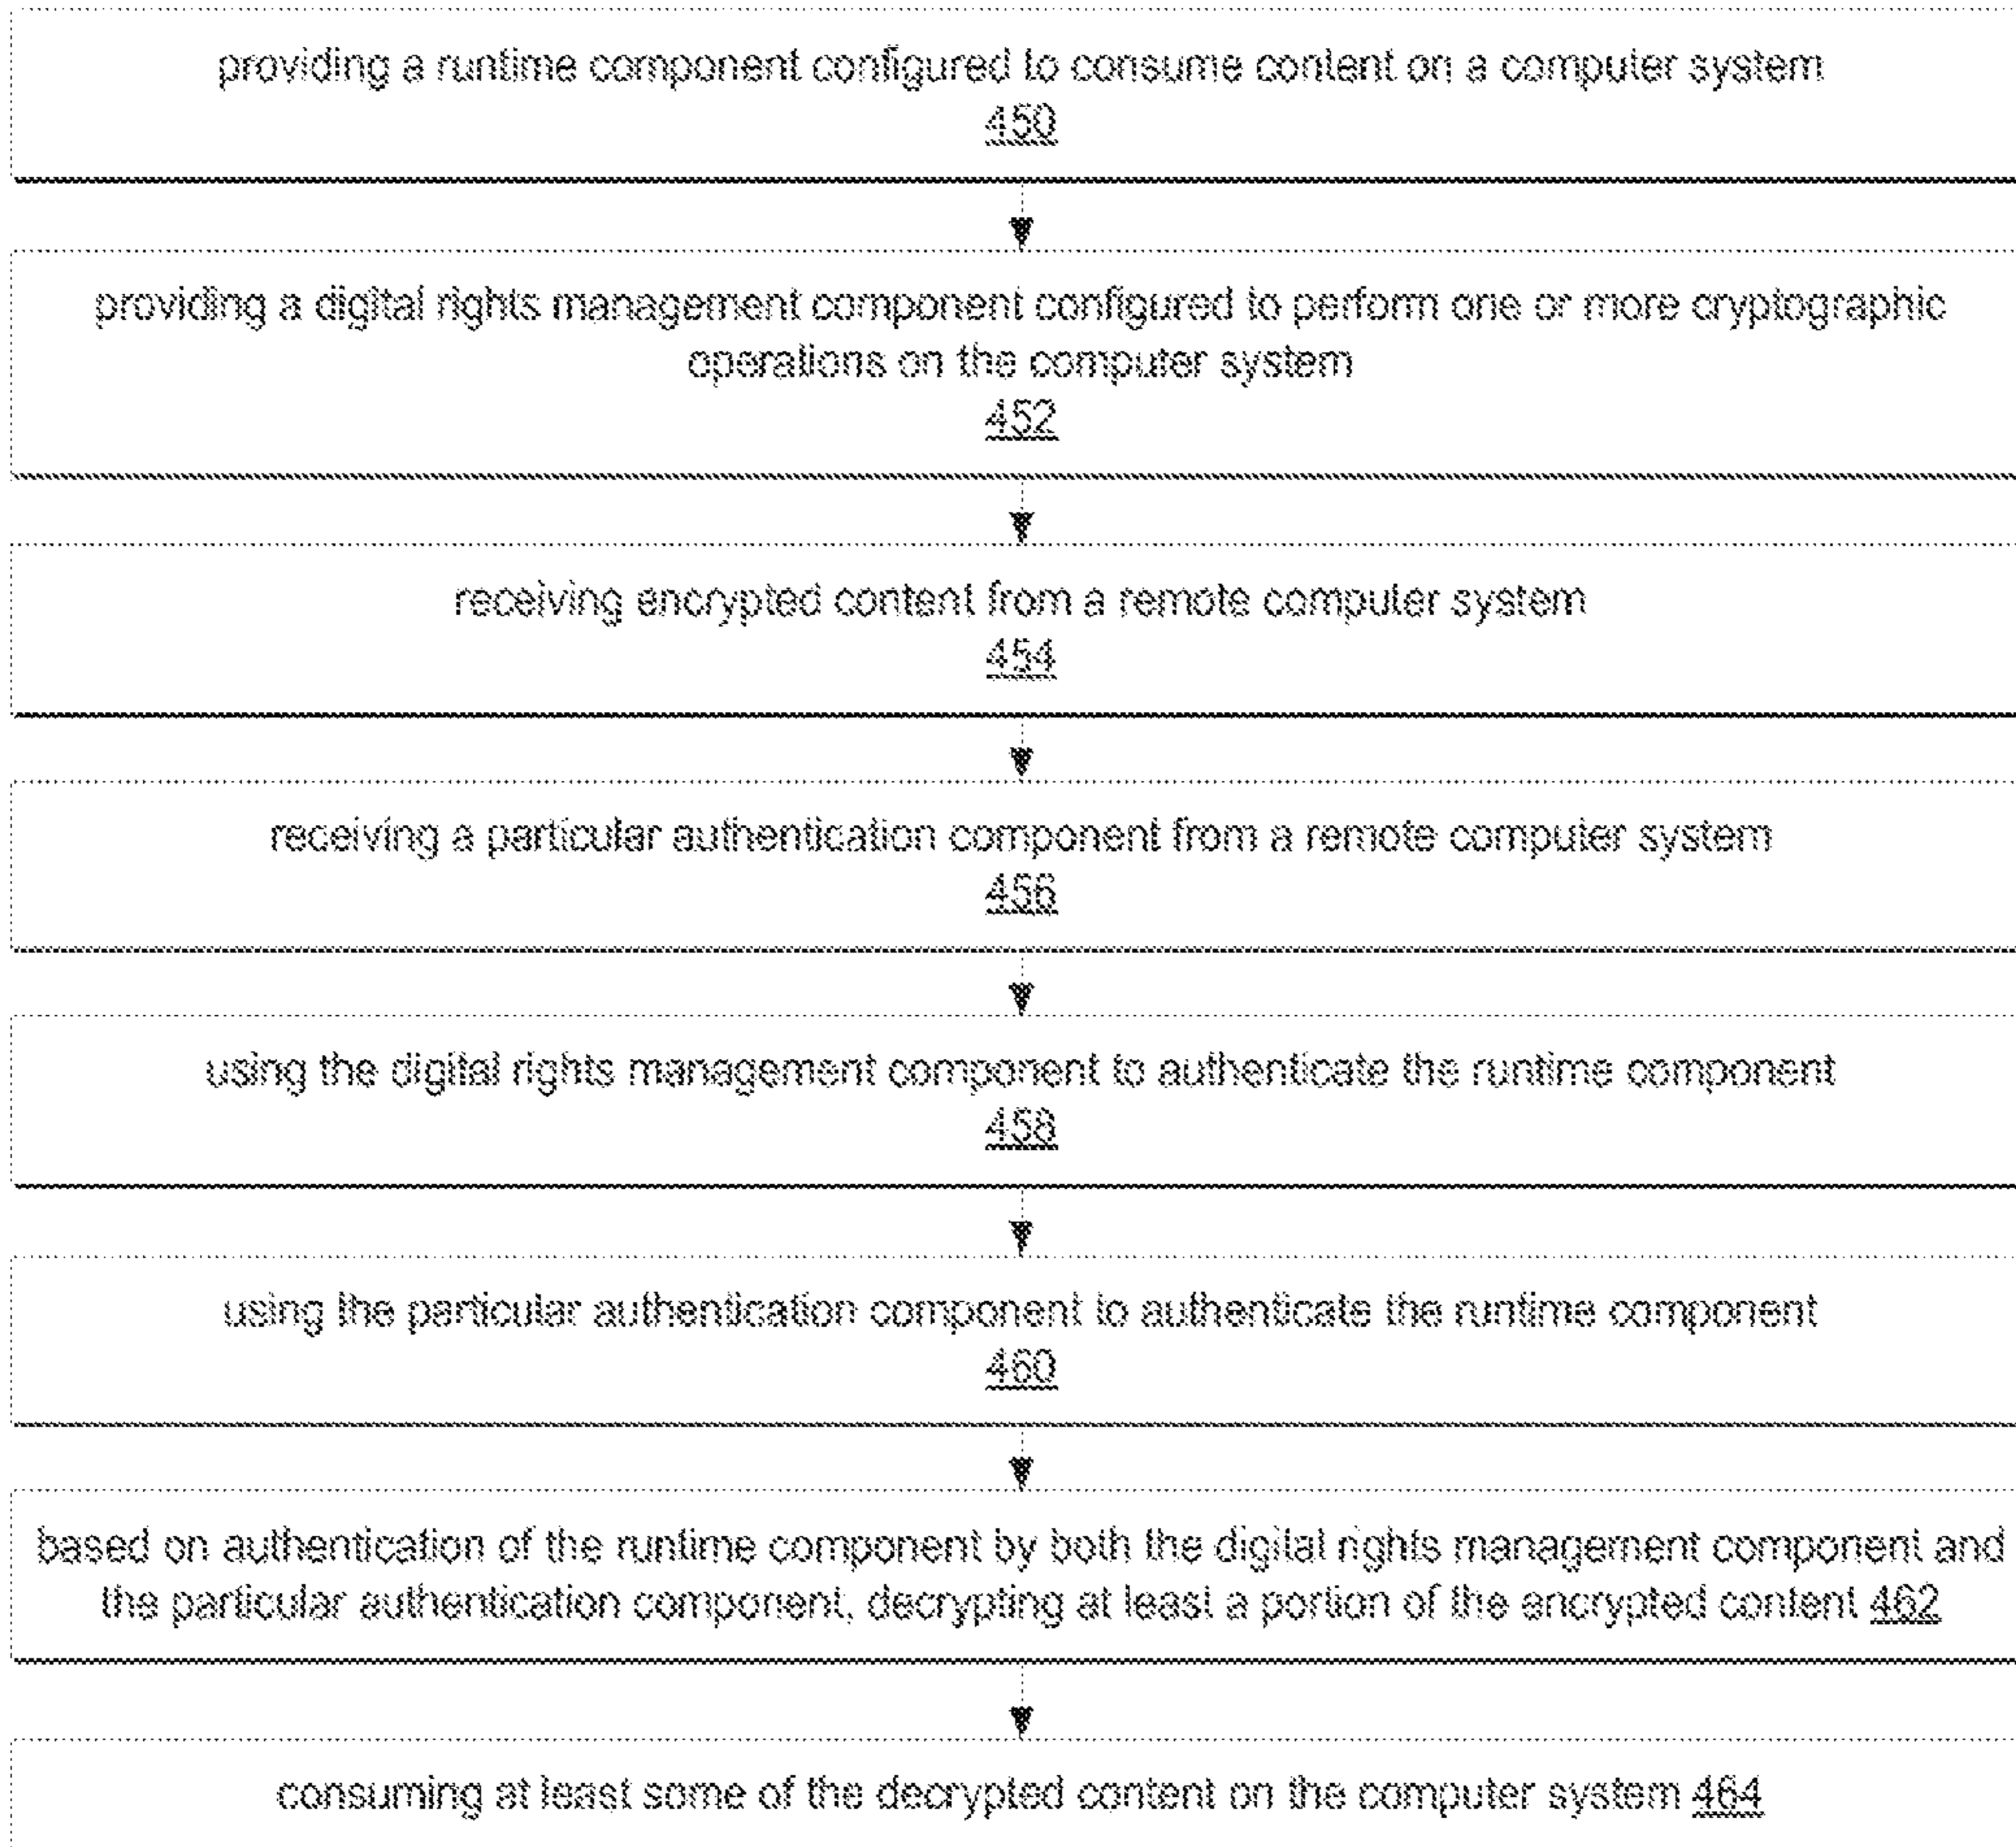 providing a runtime component configured to consume content on a computer system
450
providing a digital rights management component configured to perform one or more cryptographic
operations on the computer system
452
receiving encrypted content from a remote computer system
454
receiving a particular authentication component from a remote computer system
456
using the digital rights management component to authenticate the runtime component
458
using the particular authentication component to authenticate the runtime component
460
based on authentication of the runtime component by both the digital rights management component and
the particular authentication component, decrypting at least a portion of the encrypted content 462
consuming at least some of the decrypted content on the computer system 464